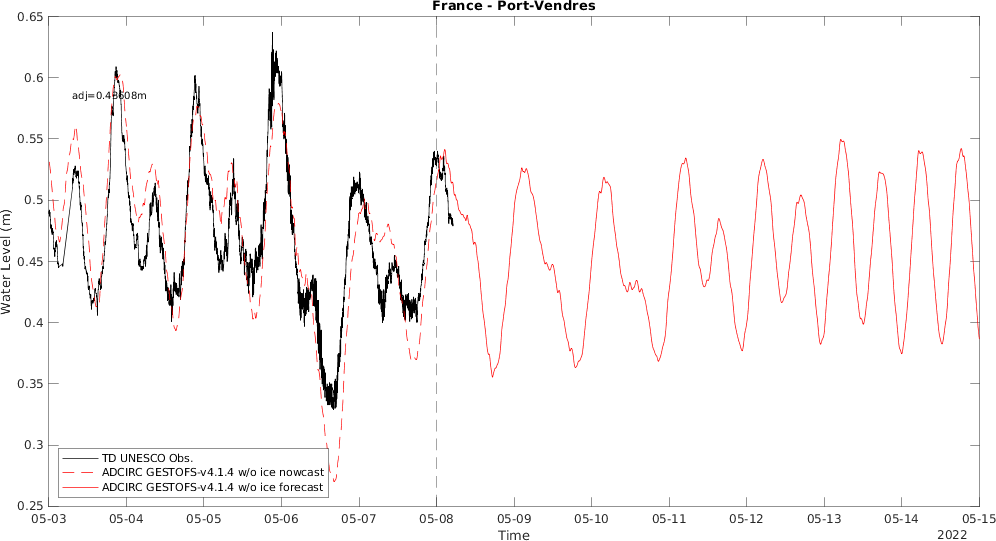 France - Port-Vendres
Water Level (m)
0.65
0.6
0.55
0.5
0.45
0.4
0.35
0.3
0.25
adj=0.43608m
TD UNESCO Obs.
ADCIRC GESTOFS-v4.1.4 w/o ice nowcast
ADCIRC GESTOFS-v4.1.4 w/o ice forecast
05-03 05-04 05-05 05-06 05-07 05-08 05-09 05-10 05-11 05-12 05-13 05-14 05-15
Time
2022